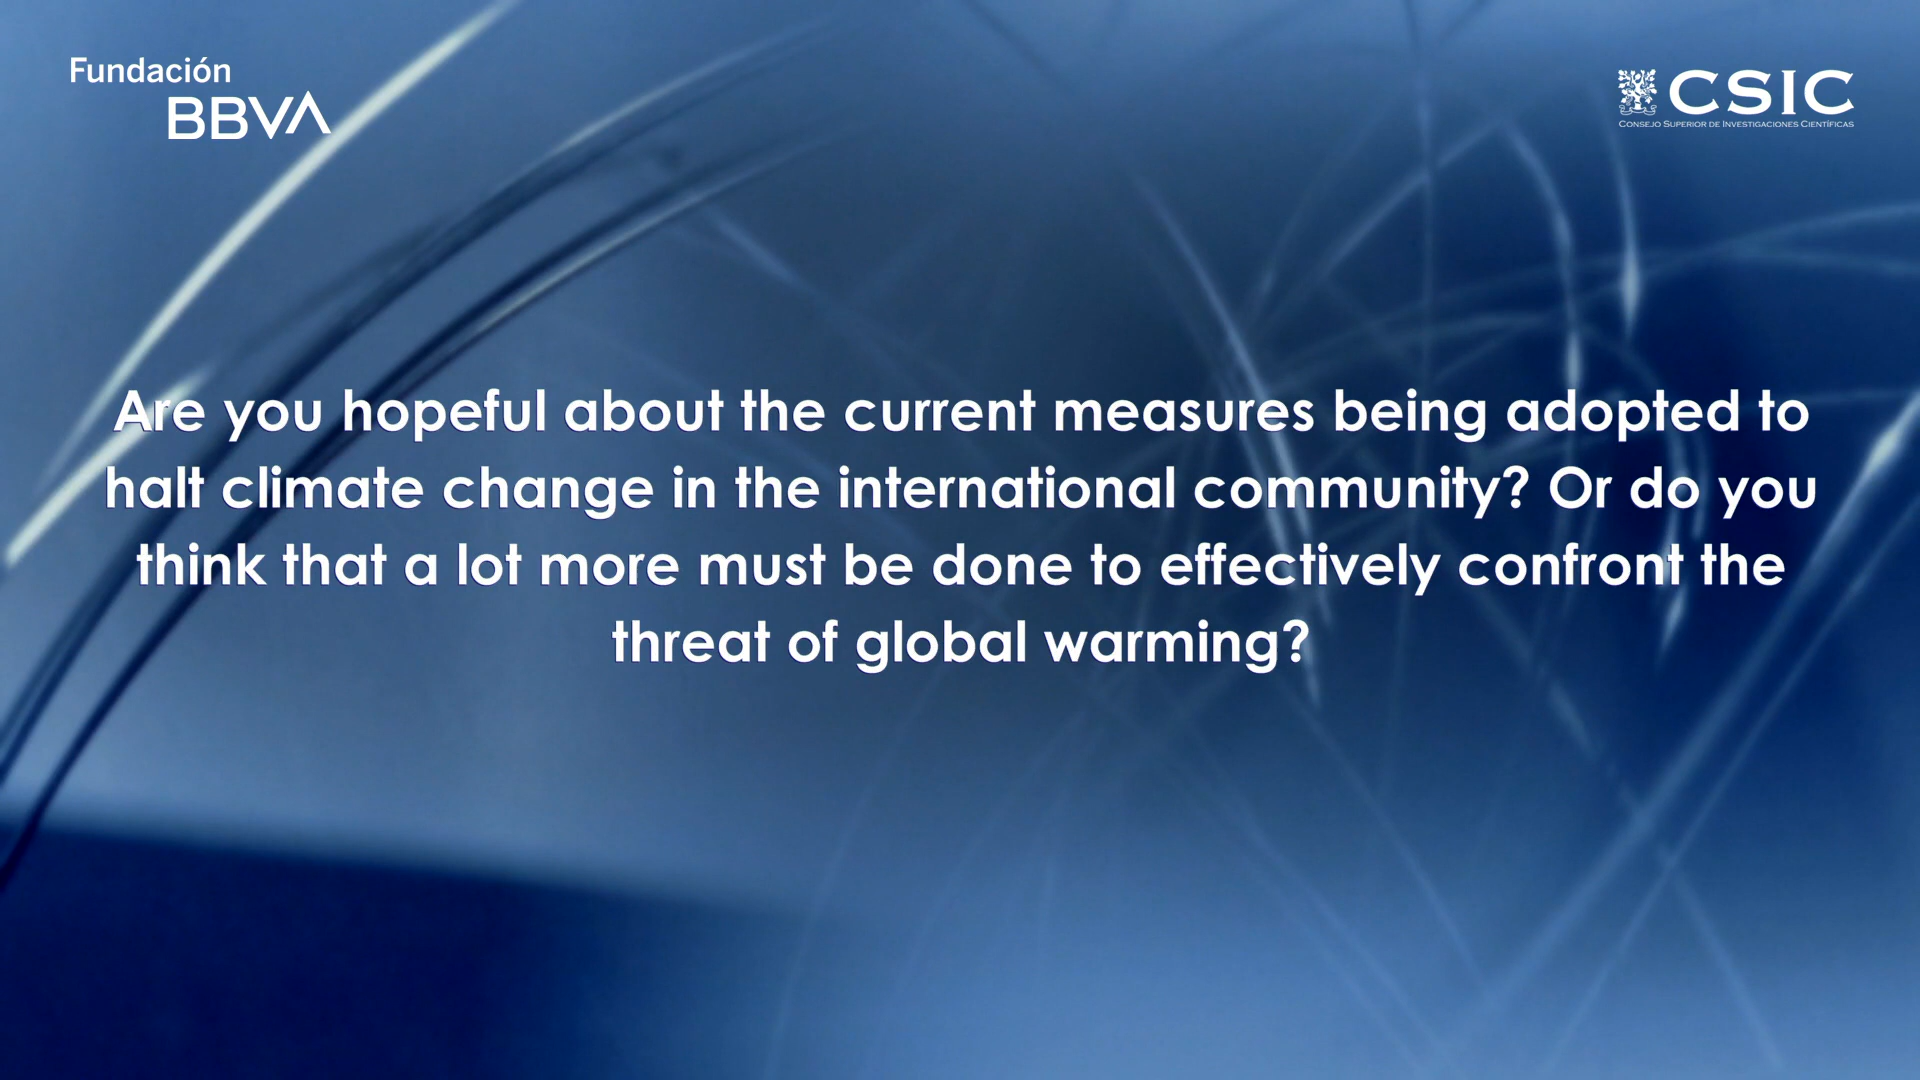 Fundación
BBVA
CSIC
Consejo Superior de Investigaciones Científicas
Are you hopeful about the current measures being adopted to
halt climate change in the international community? Or do you
think that a lot more must be done to effectively confront the
threat of global warming?